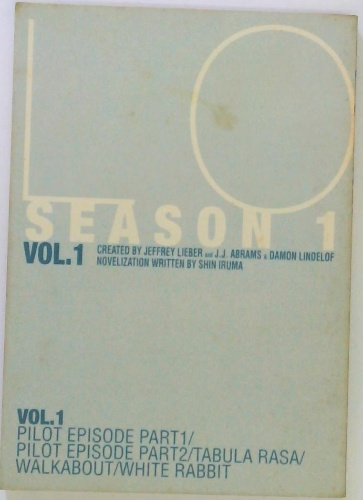 LO
SEASON 1
VOL.1 CREATED BY JEFFREY LIEBER AND J.J. ABRAMS & DAMON LINDELOF
NOVELIZATION WRITTEN BY SHIN IRUMA
VOL.1
PILOT EPISODE PART1/
PILOT EPISODE PART2/TABULA RASA/
WALKABOUT/WHITE RABBIT